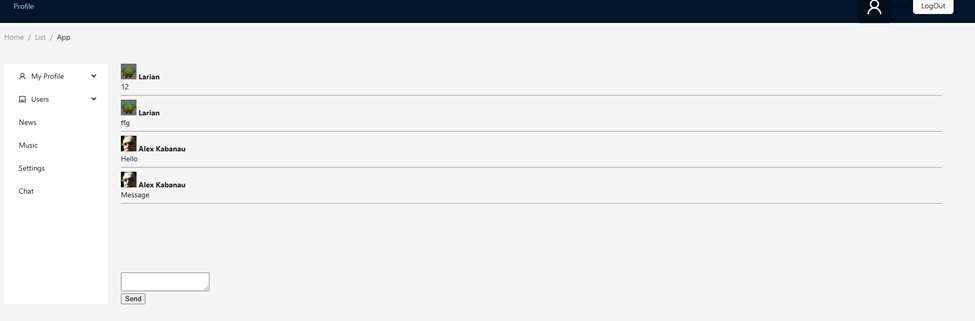 Profile
LogOut
Home / List / App
My Profile
Users
News
Music
Settings
Chat
Larian
12
Larian
ffg
Alex Kabanau
Hello
Alex Kabanau
Message
Send